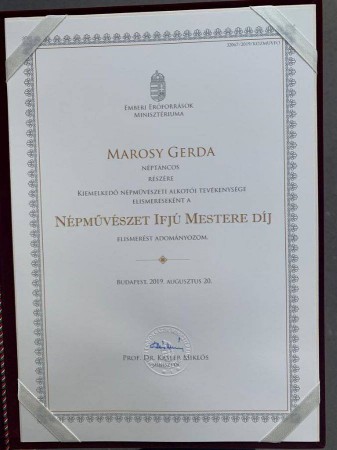 Emberi Erőforrások
Minisztériuma
Marosy Gerda
néptáncos
részére
Kiemelkedő népművészeti alkotói tevékenysége
elismeréseként a
Népművészet Ifjú Mestere díj
elismerést adományozom.
Budapest, 2019. augusztus 20.
Prof. Dr. Kásler Miklós
miniszter